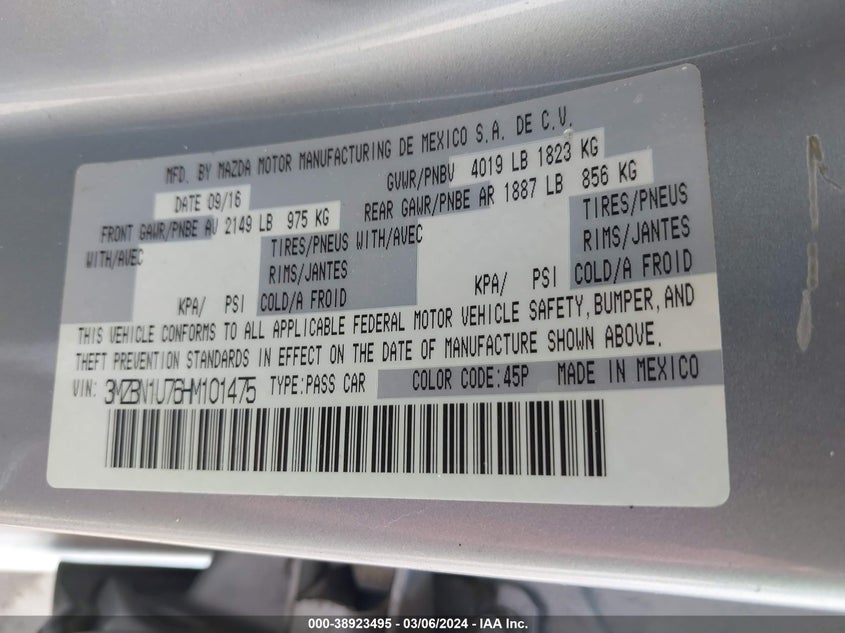 MFD. BY MAZDA MOTOR MANUFACTURING DE MEXICO S.A. DE C.V.
DATE 09/16 GVWR/PNBV 4019 LB 1823 KG
FRONT GAWR/PNBE AV 2149 LB 975 KG REAR GAWR/PNBE AR 1887 LB 856 KG
WITH/AVEC TIRES/PNEUS WITH/AVEC TIRES/PNEUS
RIMS/JANTES RIMS/JANTES
KPA/ PSI COLD/A FROID KPA/ PSI COLD/A FROID
THIS VEHICLE CONFORMS TO ALL APPLICABLE FEDERAL MOTOR VEHICLE SAFETY, BUMPER, AND
THEFT PREVENTION STANDARDS IN EFFECT ON THE DATE OF MANUFACTURE SHOWN ABOVE.
VIN: 3MZBN1U76HM101475 TYPE:PASS CAR COLOR CODE:45P MADE IN MEXICO
000-38923495 - 03/06/2024 - IAA Inc.